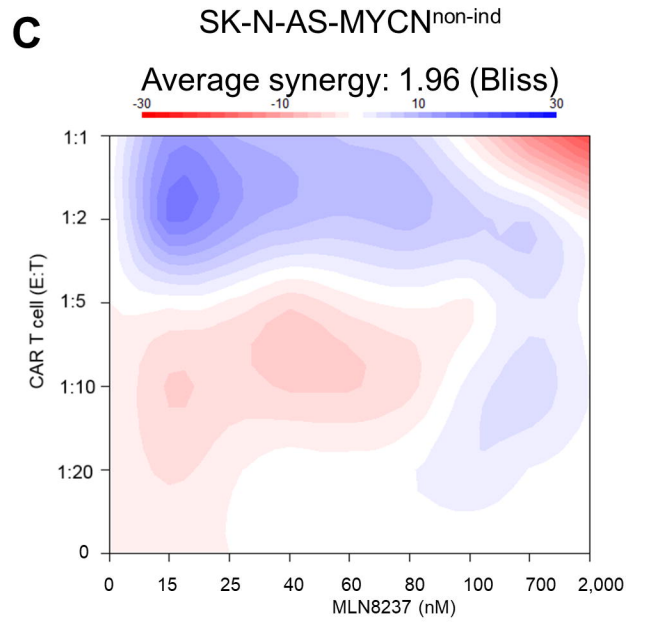 C
SK-N-AS-MYCNnon-ind
Average synergy: 1.96 (Bliss)
-30 -10 10 30
CAR T cell (E:T)
1:1
1:2
1:5
1:10
1:20
0
0 15 25 40 60 80 100 700 2,000
MLN8237 (nM)